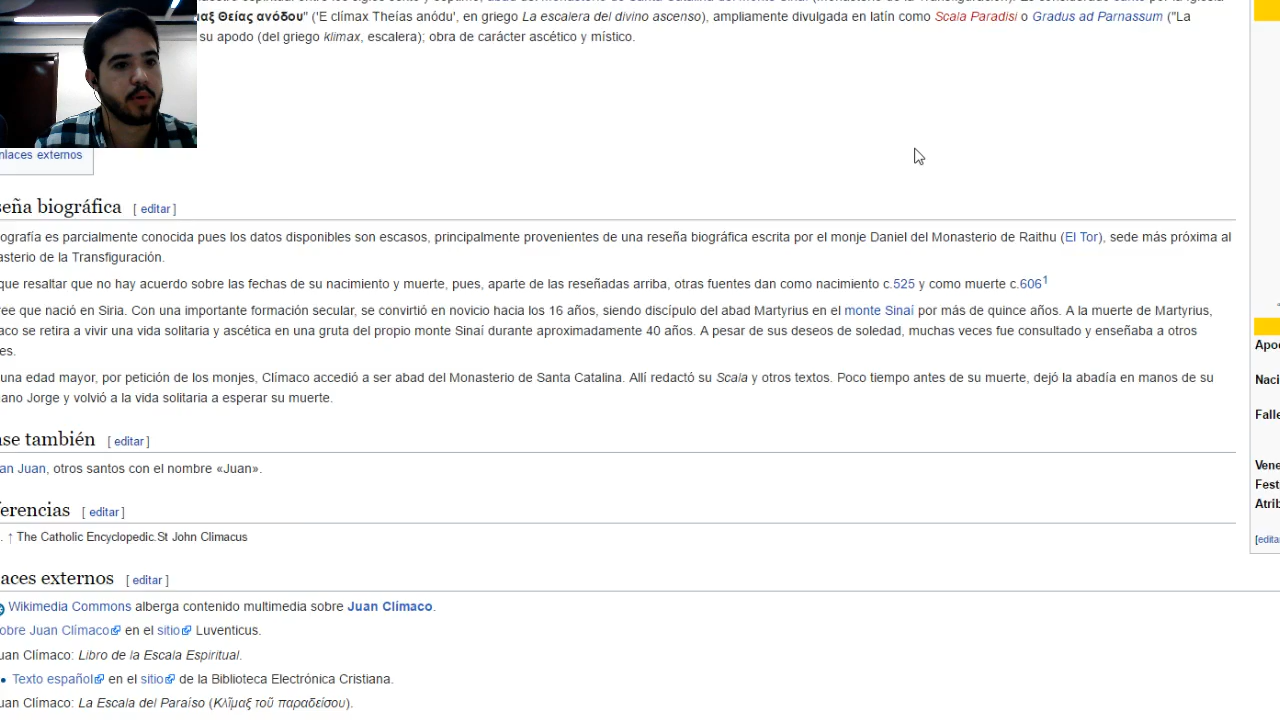 αξ Θείας ανόδου" ('E clímax Theías anódu', en griego La escalera del divino ascenso), ampliamente divulgada en latín como Scala Paradisi o Gradus ad Parnassum ("La
su apodo (del griego klimax, escalera); obra de carácter ascético y místico.
nlaces externos
seña biográfica [ editar ]
ografía es parcialmente conocida pues los datos disponibles son escasos, principalmente provenientes de una reseña biográfica escrita por el monje Daniel del Monasterio de Raithu (El Tor), sede más próxima al
asterio de la Transfiguración.
que resaltar que no hay acuerdo sobre las fechas de su nacimiento y muerte, pues, aparte de las reseñadas arriba, otras fuentes dan como nacimiento c.525 y como muerte c.606¹
ree que nació en Siria. Con una importante formación secular, se convirtió en novicio hacia los 16 años, siendo discípulo del abad Martyrius en el monte Sinaí por más de quince años. A la muerte de Martyrius,
aco se retira a vivir una vida solitaria y ascética en una gruta del propio monte Sinaí durante aproximadamente 40 años. A pesar de sus deseos de soledad, muchas veces fue consultado y enseñaba a otros
es.
una edad mayor, por petición de los monjes, Clímaco accedió a ser abad del Monasterio de Santa Catalina. Allí redactó su Scala y otros textos. Poco tiempo antes de su muerte, dejó la abadía en manos de su
ano Jorge y volvió a la vida solitaria a esperar su muerte.
ase también [ editar ]
an Juan, otros santos con el nombre «Juan».
ferencias [ editar ]
. ↑ The Catholic Encyclopedic.St John Climacus
aces externos [ editar ]
Wikimedia Commons alberga contenido multimedia sobre Juan Clímaco.
obre Juan Clímaco en el sitio Luventicus.
uan Clímaco: Libro de la Escala Espiritual.
• Texto español en el sitio de la Biblioteca Electrónica Cristiana.
uan Clímaco: La Escala del Paraíso (Κλῖμαξ τοῦ παραδείσου).
Apoc
Naci
Falle
Vene
Fest
Atrib
[edita